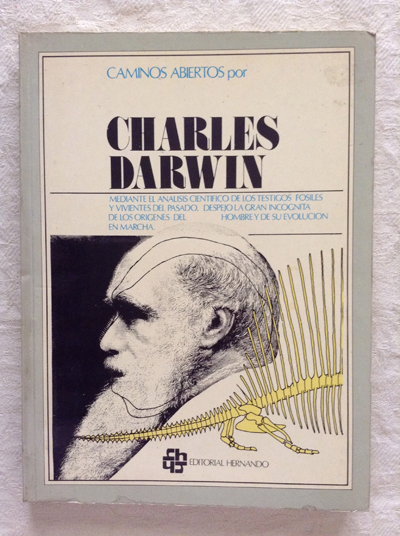 CAMINOS ABIERTOS por
CHARLES
DARWIN
MEDIANTE EL ANALISIS CIENTIFICO DE LOS TESTIGOS FOSILES
Y VIVIENTES DEL PASADO, DESPEJO LA GRAN INCOGNITA
DE LOS ORIGENES DEL HOMBRE Y DE SU EVOLUCION
EN MARCHA.
EDITORIAL HERNANDO